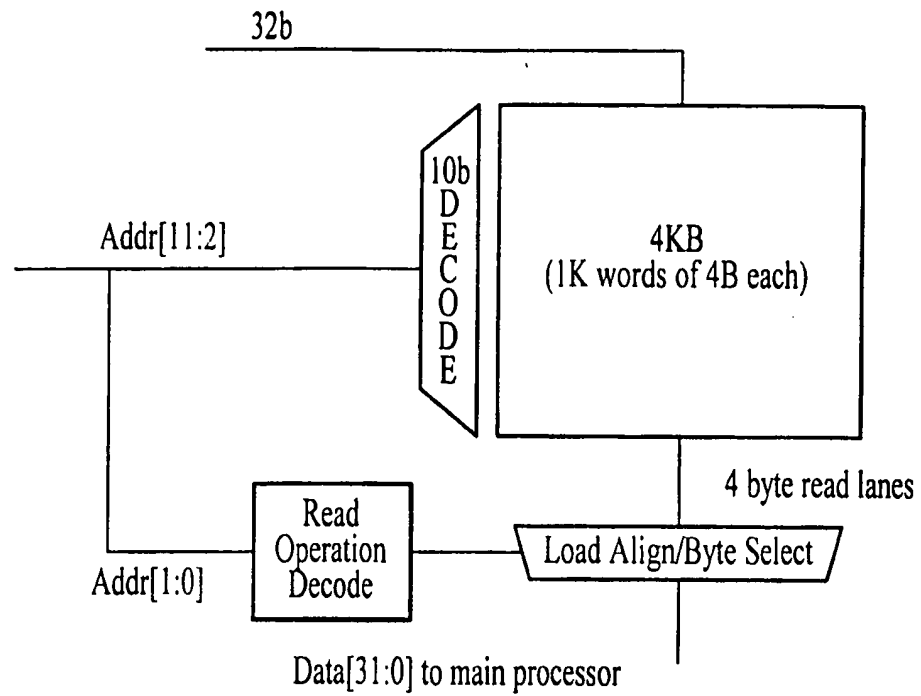 32b
10b
D
E
C
O
D
E
Addr[11:2]
4KB
(1K words of 4B each)
4 byte read lanes
Read
Operation
Decode
Load Align/Byte Select
Addr[1:0]
Data[31:0] to main processor